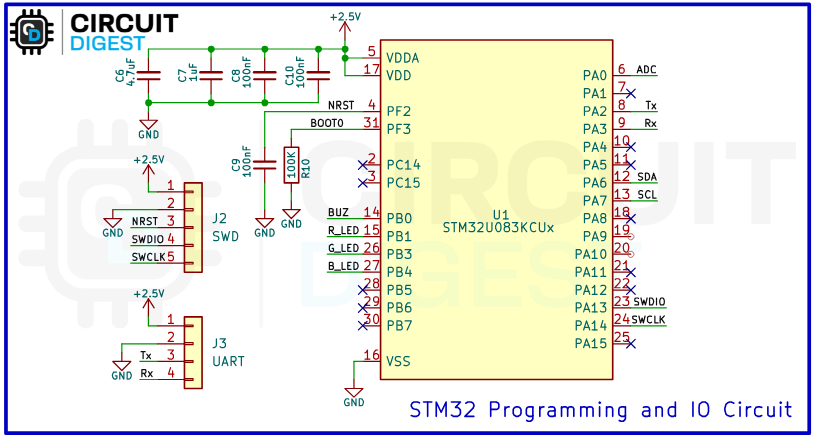 CIRCUIT
DIGEST
CD
+2.5V
C6
4.7uF
C7
1uF
C8
100nF
C10
100nF
GND
5 VDDA
17 VDD
NRST 4 PF2
BOOT0 31 PF3
C9
100nF
100K
R10
GND
GND
2 PC14
3 PC15
BUZ 14 PB0
R_LED 15 PB1
G_LED 26 PB3
B_LED 27 PB4
28 PB5
29 PB6
30 PB7
16 VSS
GND
U1
STM32U083KCUx
PA0 6 ADC
PA1 7
PA2 8 Tx
PA3 9 Rx
PA4 10
PA5 11
PA6 12 SDA
PA7 13 SCL
PA8 18
PA9 19
PA10 20
PA11 21
PA12 22
PA13 23 SWDIO
PA14 24 SWCLK
PA15 25
+2.5V
1
2
GND
NRST 3
SWDIO 4
SWCLK 5
J2
SWD
+2.5V
1
2
GND
Tx 3
Rx 4
J3
UART
CIRCUIT
DIGEST
STM32 Programming and IO Circuit